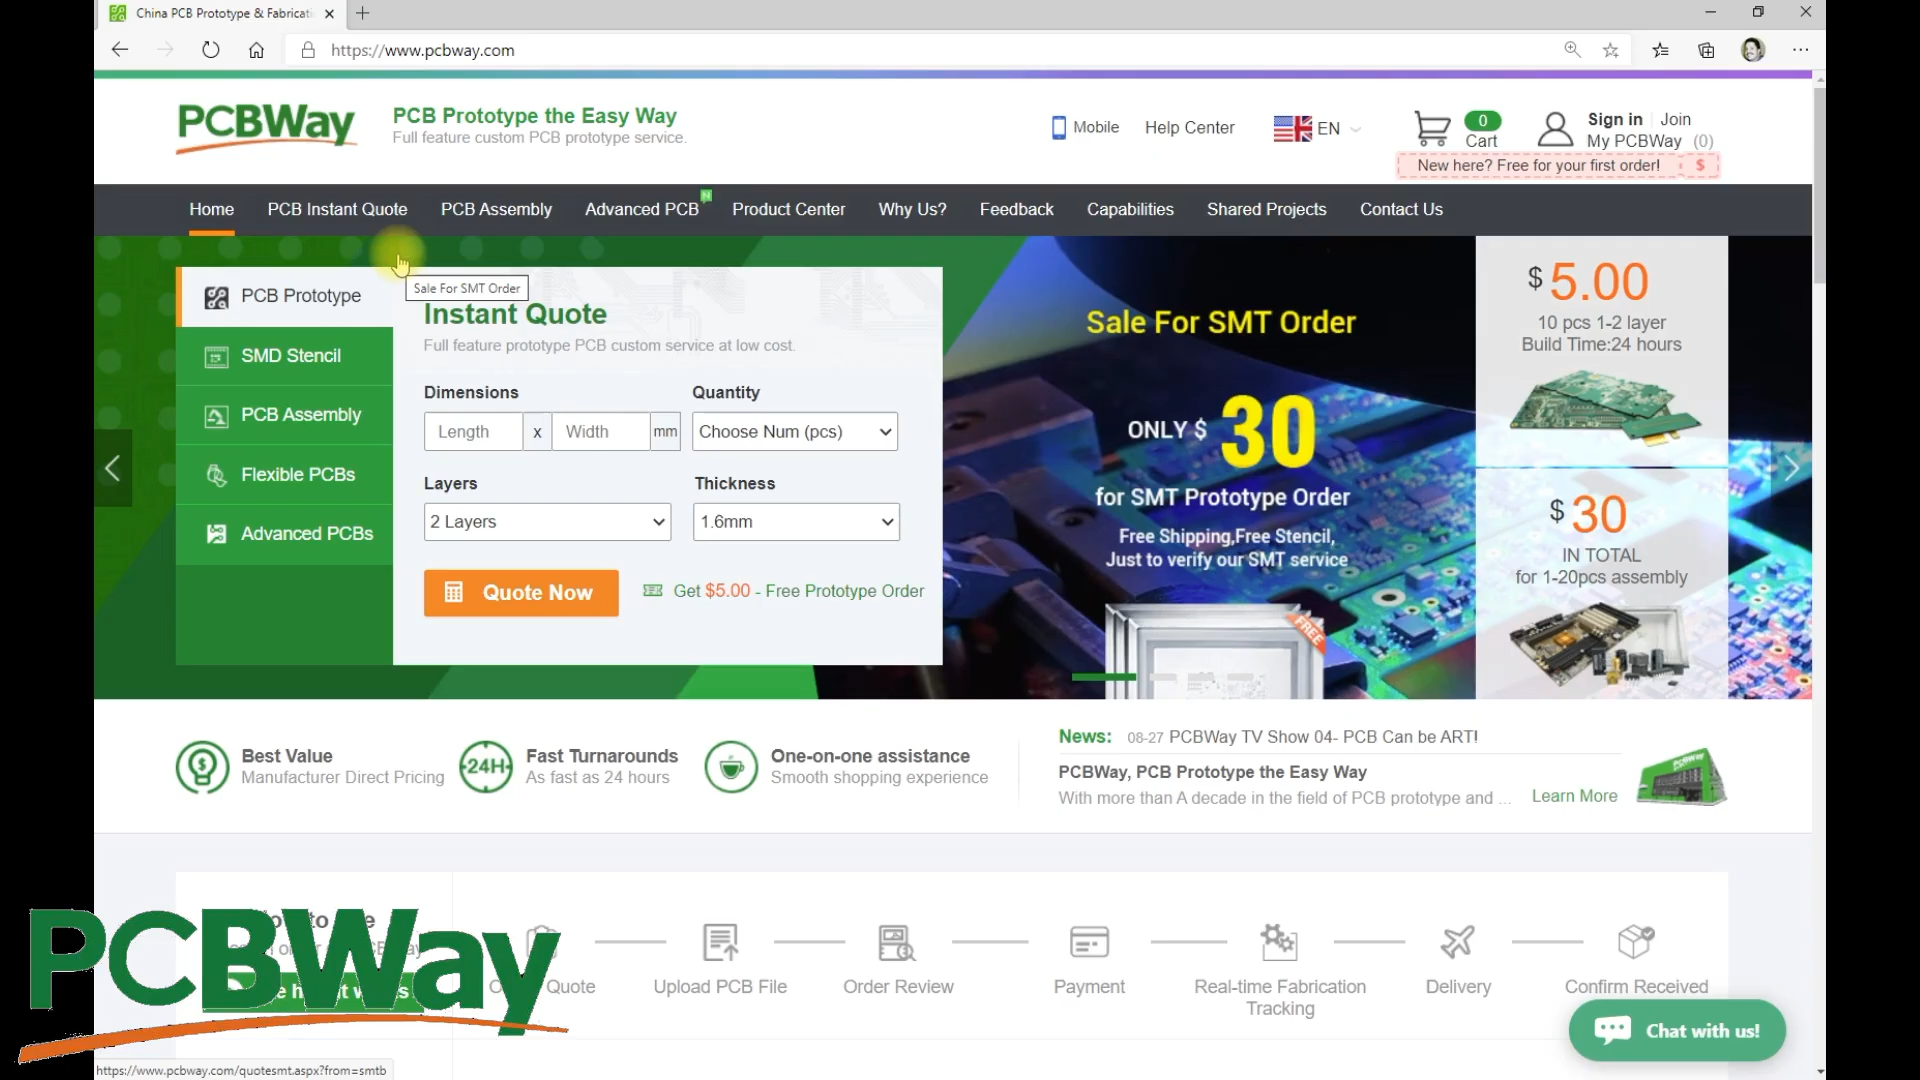 China PCB Prototype & Fabricati
https://www.pcbway.com
PCBWay
PCB Prototype the Easy Way
Full feature custom PCB prototype service.
Mobile
Help Center
EN
0
Cart
Sign in
Join
My PCBWay (0)
New here? Free for your first order! $
Home
PCB Instant Quote
PCB Assembly
Advanced PCB
N
Product Center
Why Us?
Feedback
Capabilities
Shared Projects
Contact Us
PCB Prototype
SMD Stencil
PCB Assembly
Flexible PCBs
Advanced PCBs
Sale For SMT Order
Instant Quote
Full feature prototype PCB custom service at low cost.
Dimensions
Quantity
Length x Width mm
Choose Num (pcs)
Layers
Thickness
2 Layers
1.6mm
Quote Now
Get $5.00 - Free Prototype Order
Sale For SMT Order
ONLY $ 30
for SMT Prototype Order
Free Shipping,Free Stencil,
Just to verify our SMT service
FREE
$ 5.00
10 pcs 1-2 layer
Build Time:24 hours
$ 30
IN TOTAL
for 1-20pcs assembly
Best Value
Manufacturer Direct Pricing
24H
Fast Turnarounds
As fast as 24 hours
One-on-one assistance
Smooth shopping experience
News: 08-27 PCBWay TV Show 04- PCB Can be ART!
PCBWay, PCB Prototype the Easy Way
With more than A decade in the field of PCB prototype and ...
Learn More
PCBWay
Quote
Upload PCB File
Order Review
Payment
Real-time Fabrication
Tracking
Delivery
Confirm Received
Chat with us!
https://www.pcbway.com/quotesmt.aspx?from=smtb